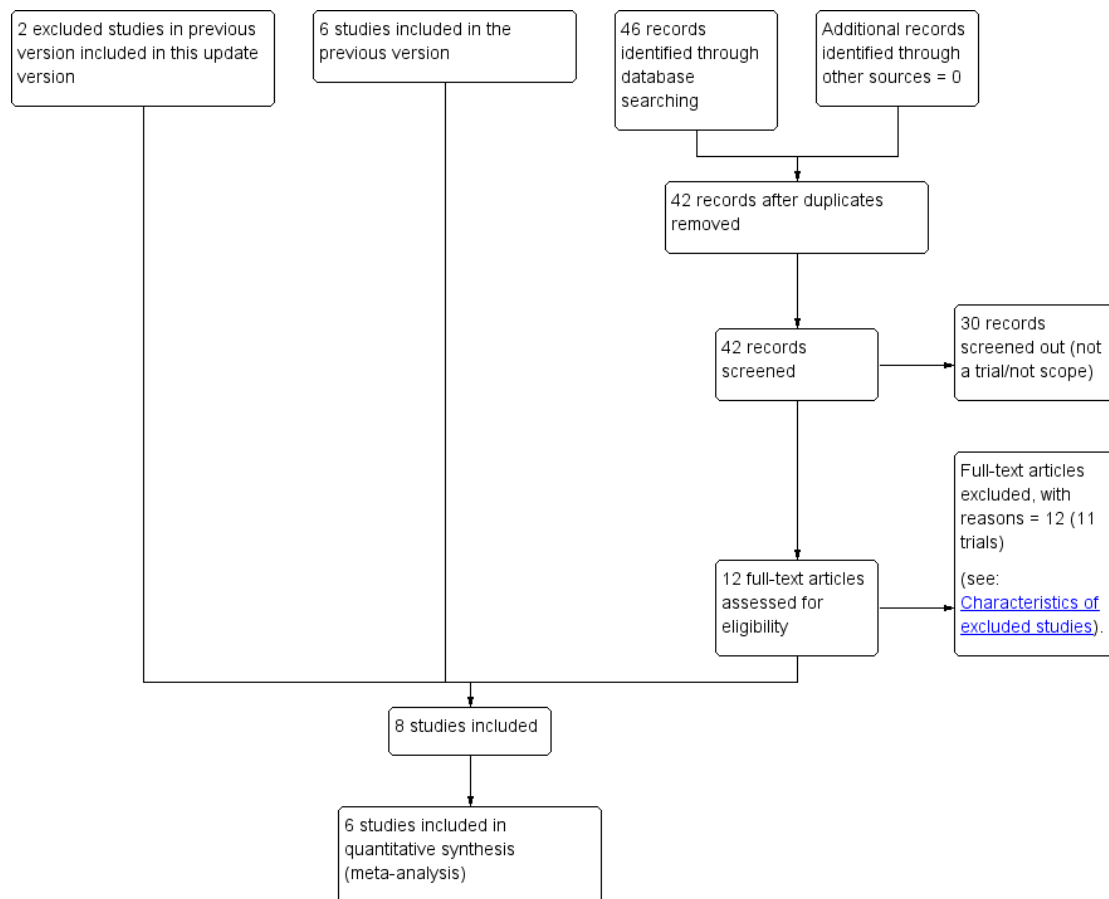 2 excluded studies in previous
version included in this update
version
6 studies included in the
previous version
46 records
identified through
database
searching
Additional records
identified through
other sources = 0
42 records after duplicates
removed
42 records
screened
30 records
screened out (not
a trial/not scope)
12 full-text articles
assessed for
eligibility
Full-text articles
excluded, with
reasons = 12 (11
trials)
(see:
Characteristics of
excluded studies).
8 studies included
6 studies included in
quantitative synthesis
(meta-analysis)